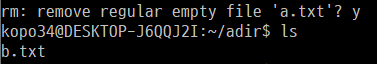 rm: remove regular empty file 'a.txt'? y
kopo34@DESKTOP-J6QQJ2I:~/adir$ ls
b.txt